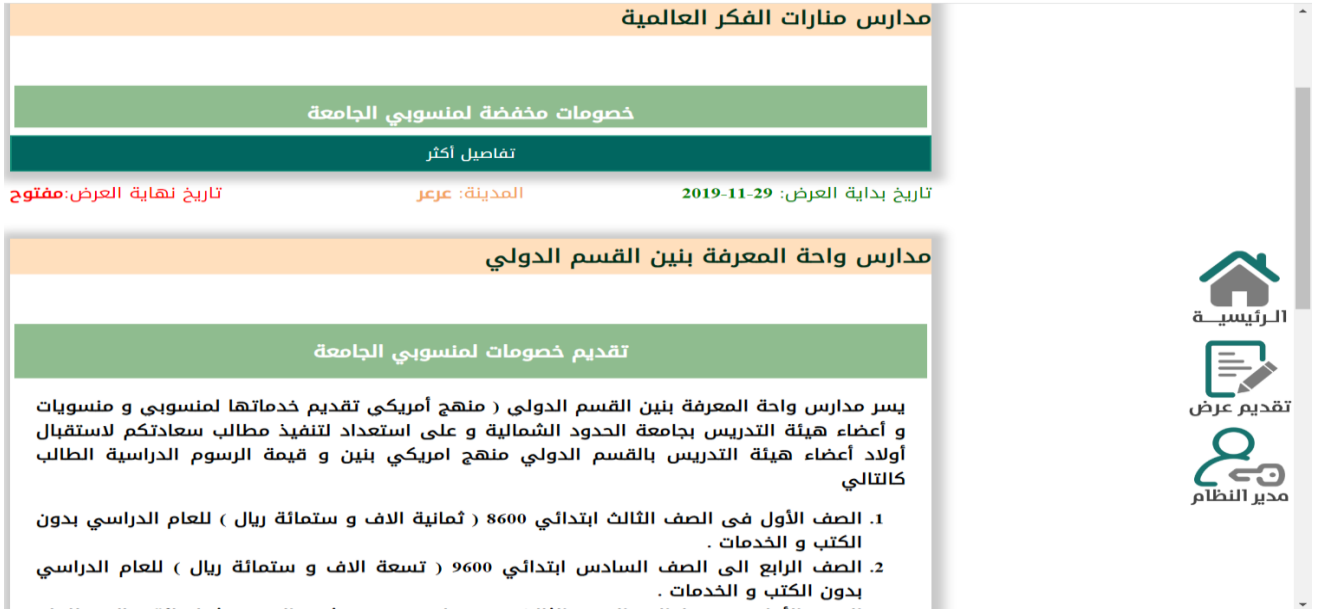 مدارس منارات الفكر العالمية
خصومات مخفضة لمنسوبي الجامعة
تفاصيل أكثر
تاريخ بداية العرض: 2019-11-29 المدينة: عرعر تاريخ نهاية العرض:مفتوح
مدارس واحة المعرفة بنين القسم الدولي
تقديم خصومات لمنسوبي الجامعة
يسر مدارس واحة المعرفة بنين القسم الدولى ( منهج أمريكى تقديم خدماتها لمنسوبى و منسويات
و أعضاء هيئة التدريس بجامعة الحدود الشمالية و على استعداد لتنفيذ مطالب سعادتكم لاستقبال
أولاد أعضاء هيئة التدريس بالقسم الدولي منهج امريكي بنين و قيمة الرسوم الدراسية الطالب
كالتالي
1. الصف الأول فى الصف الثالث ابتدائي 8600 ( ثمانية الاف و ستمائة ريال ) للعام الدراسي بدون
الكتب و الخدمات .
2. الصف الرابع الى الصف السادس ابتدائي 9600 ( تسعة الاف و ستمائة ريال ) للعام الدراسي
بدون الكتب و الخدمات .
الرئيسية
تقديم عرض
مدير النظام